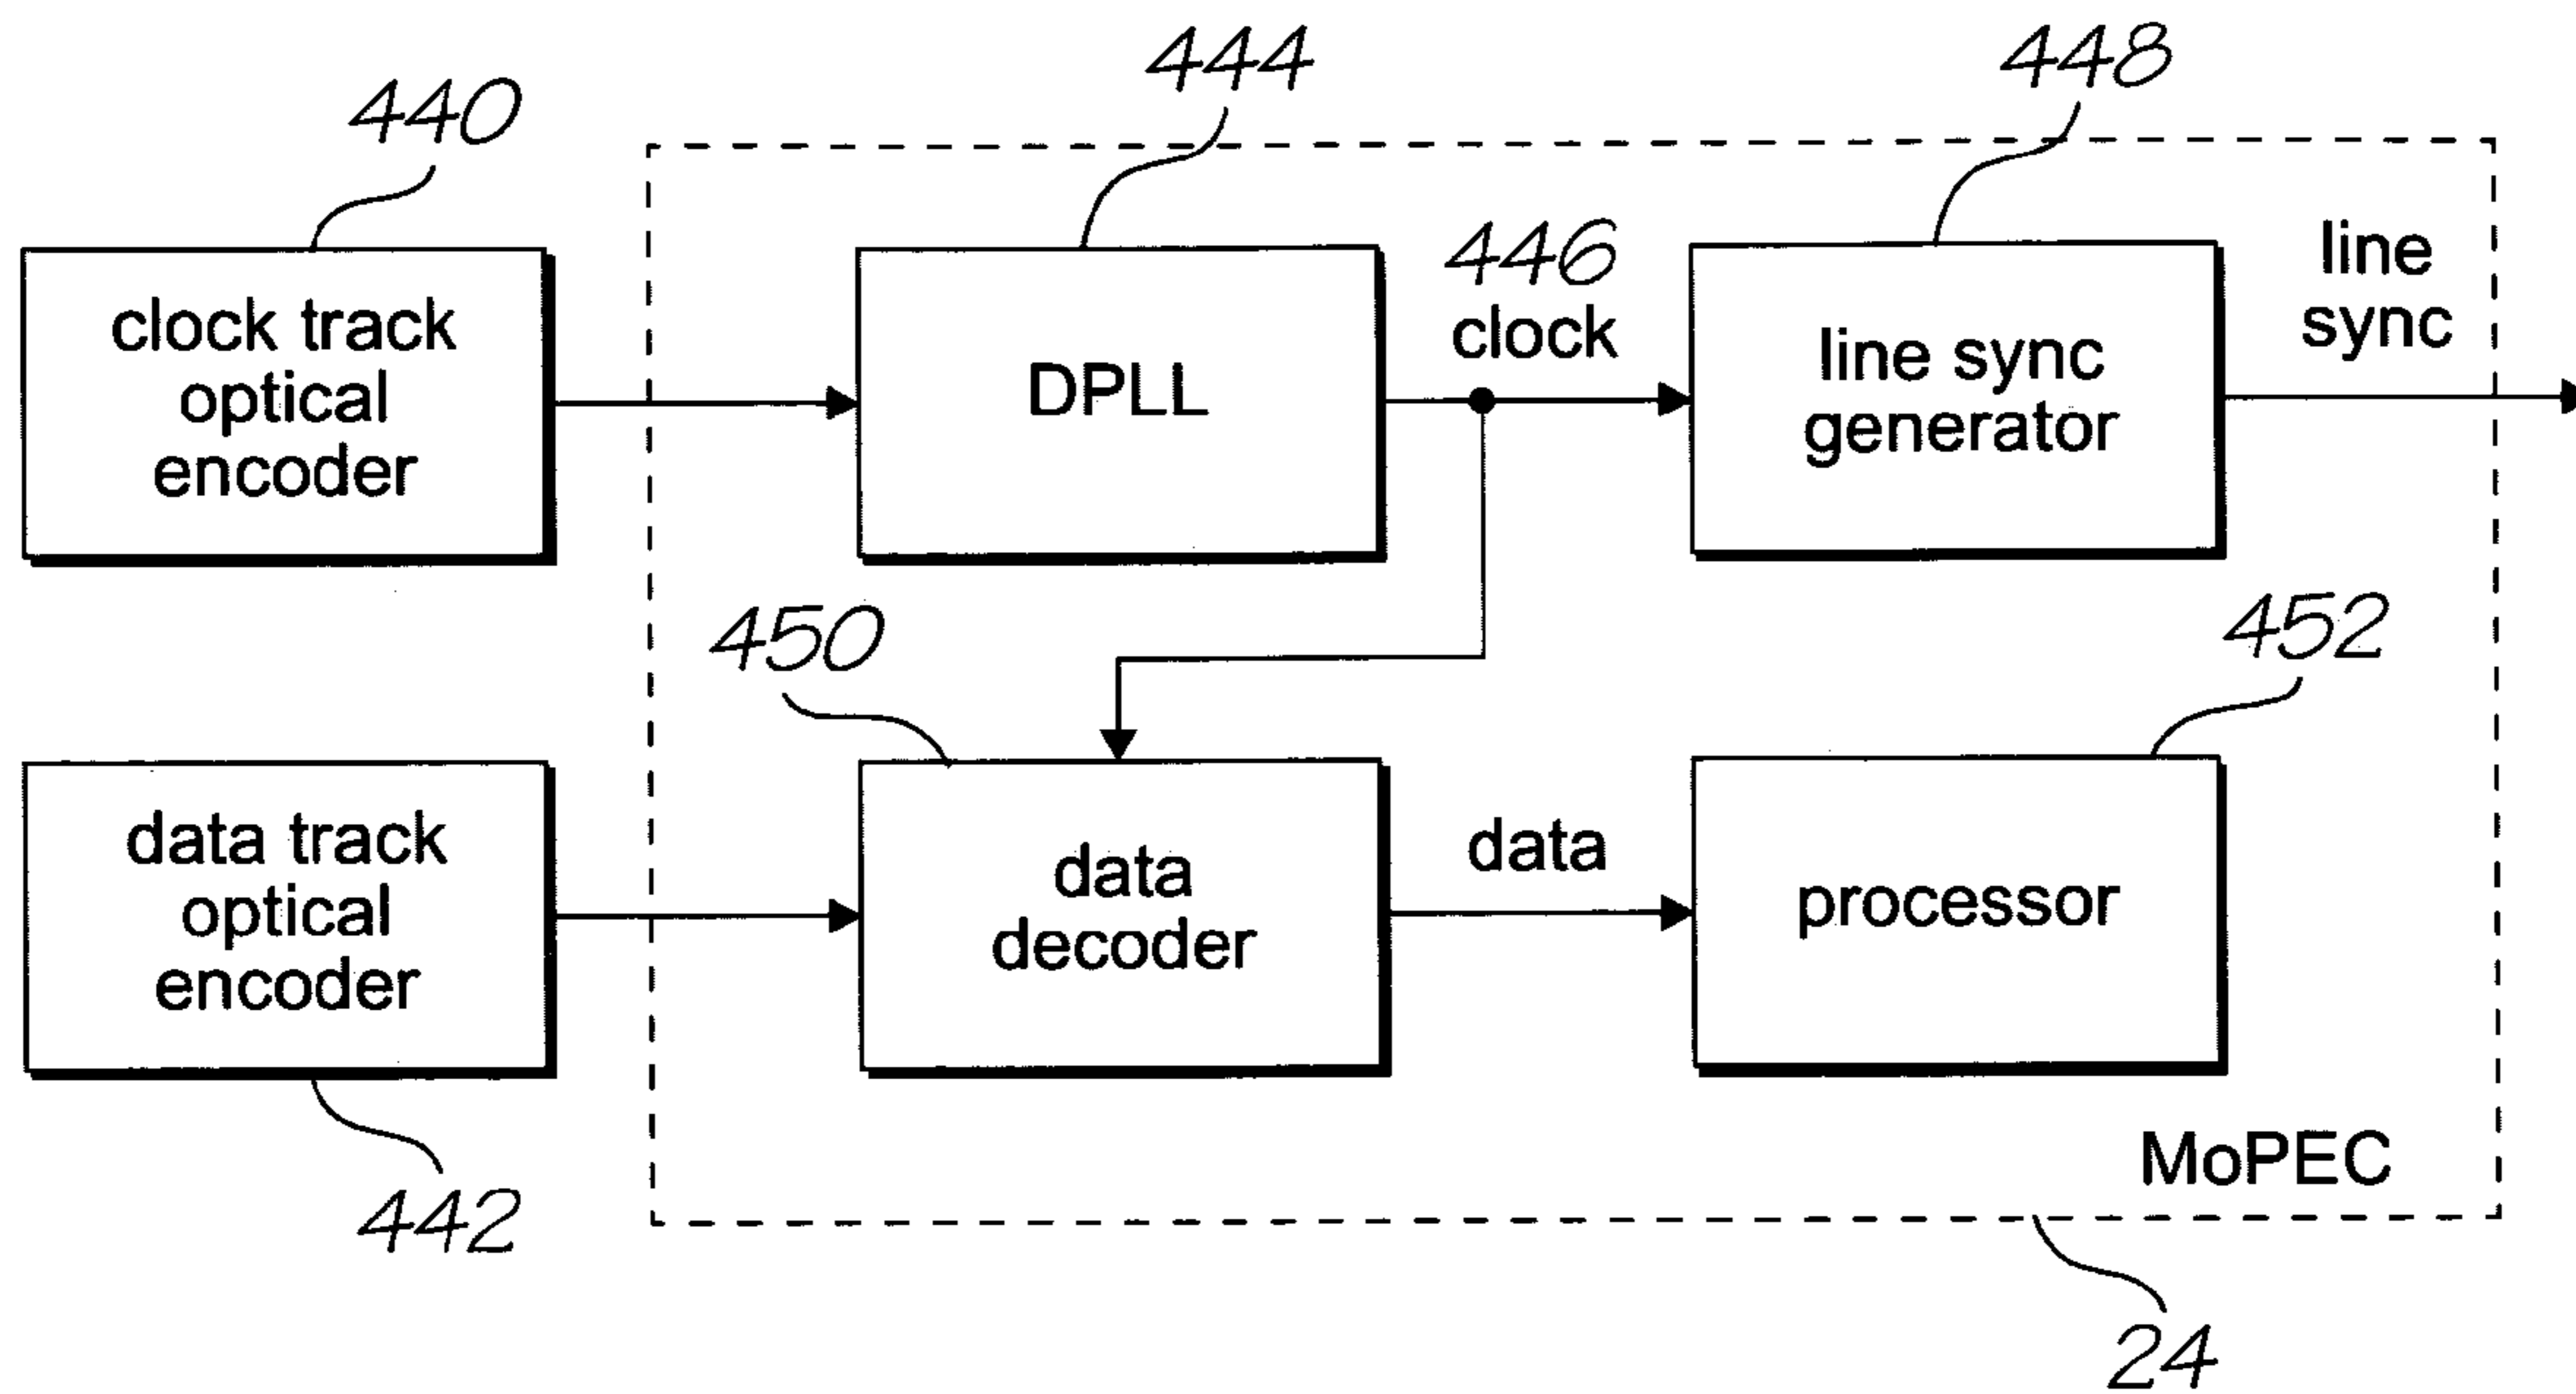 444
448
440
446
clock
line
sync
clock track
optical
encoder
DPLL
line sync
generator
450
452
data track
optical
encoder
data
decoder
data
processor
MoPEC
442
24